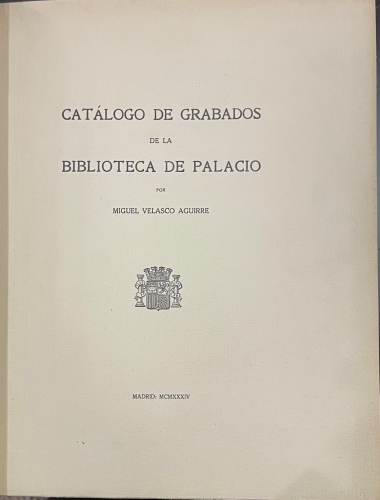 CATÁLOGO DE GRABADOS
DE LA
BIBLIOTECA DE PALACIO
POR
MIGUEL VELASCO AGUIRRE
MADRID: MCMXXXIV